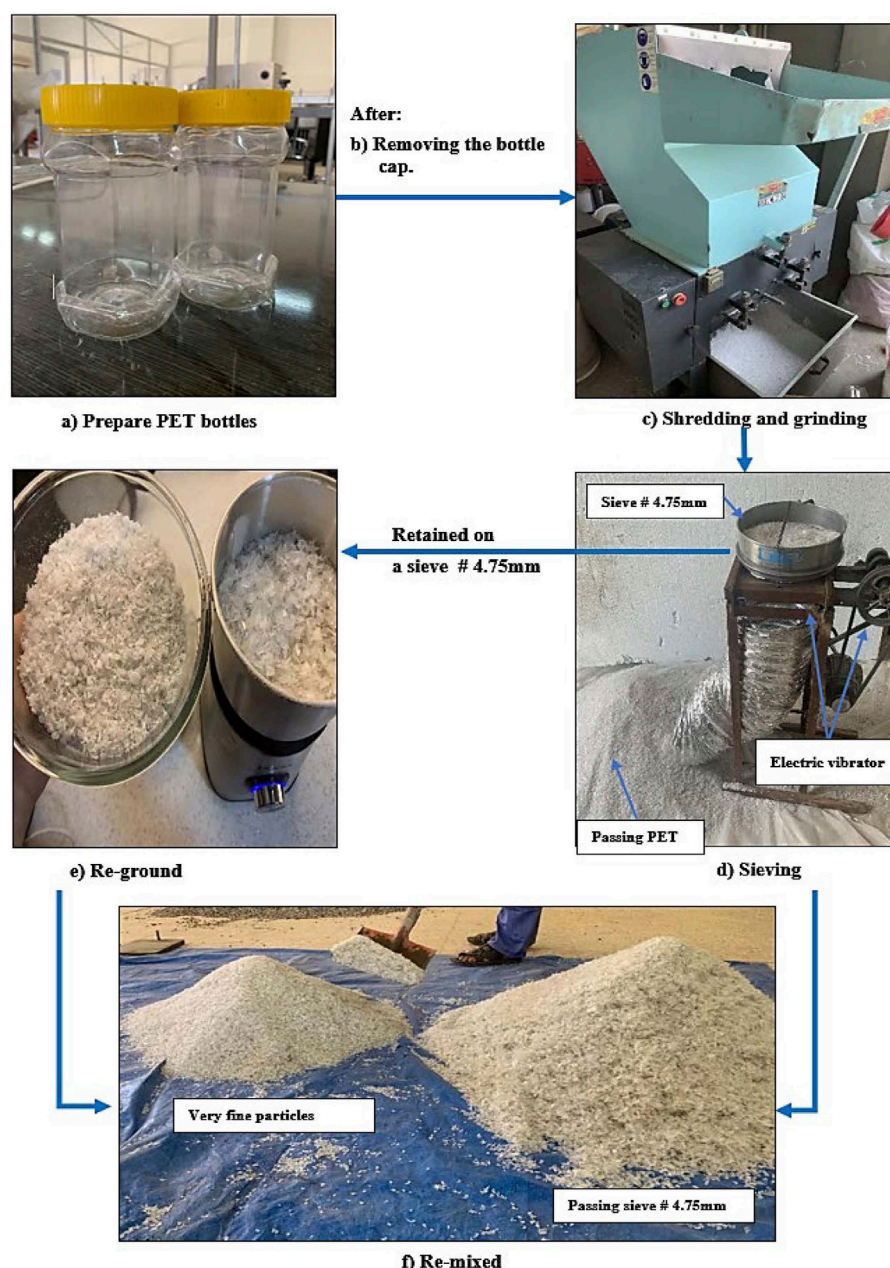 After:
b) Removing the bottle
cap.
a) Prepare PET bottles
c) Shredding and grinding
Sieve # 4.75mm
Retained on
a sieve # 4.75mm
Electric vibrator
Passing PET
e) Re-ground
d) Sieving
Very fine particles
Passing sieve # 4.75mm
f) Re-mixed